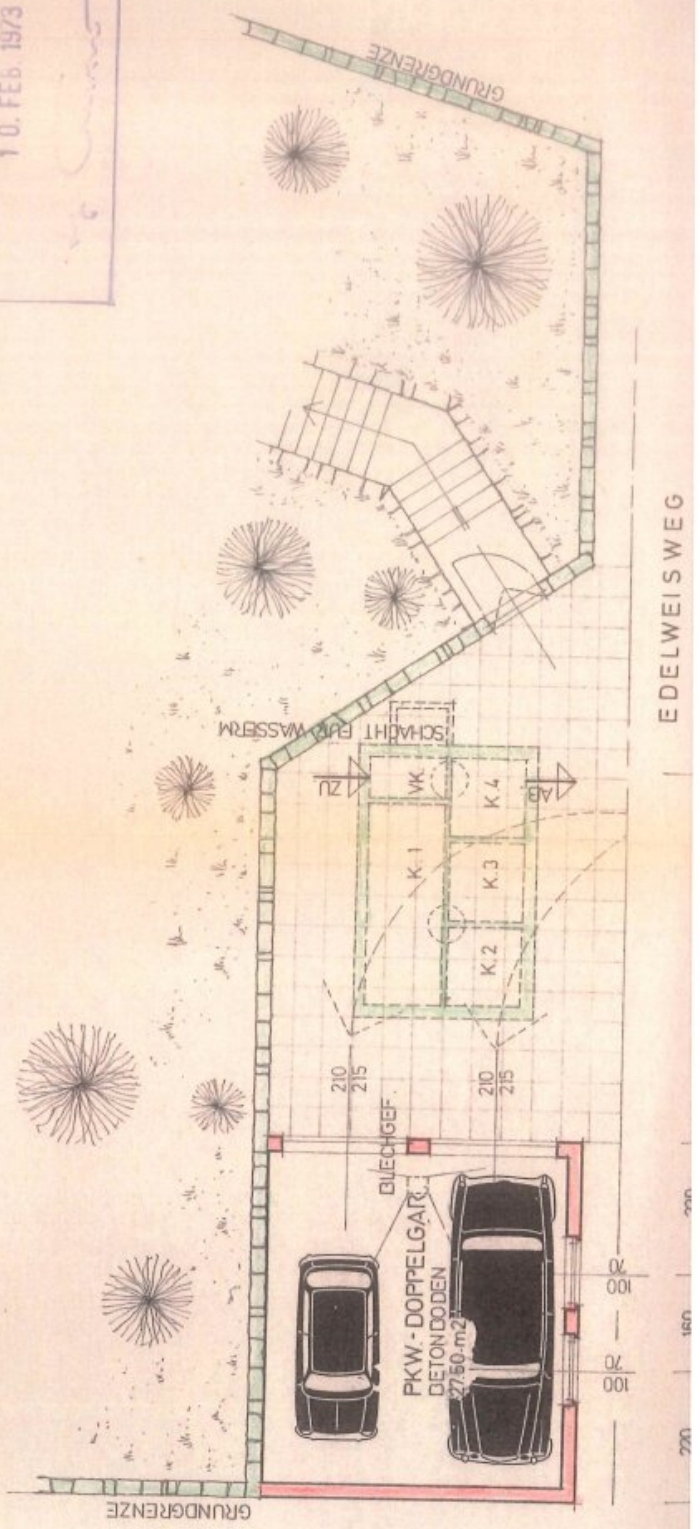 10. FEB. 1973
GRUNDGRENZE
EDELWEISWEG
SCHACHT FÜR WASSERM
ZU
VK.
K.1
K.4
AB
K.3
K.2
210
215
210
215
BLECHGEF.
PKW.-DOPPELGAR.
BETONBODEN
27.60 m2
70
100
70
100
220
160
220
GRUNDGRENZE